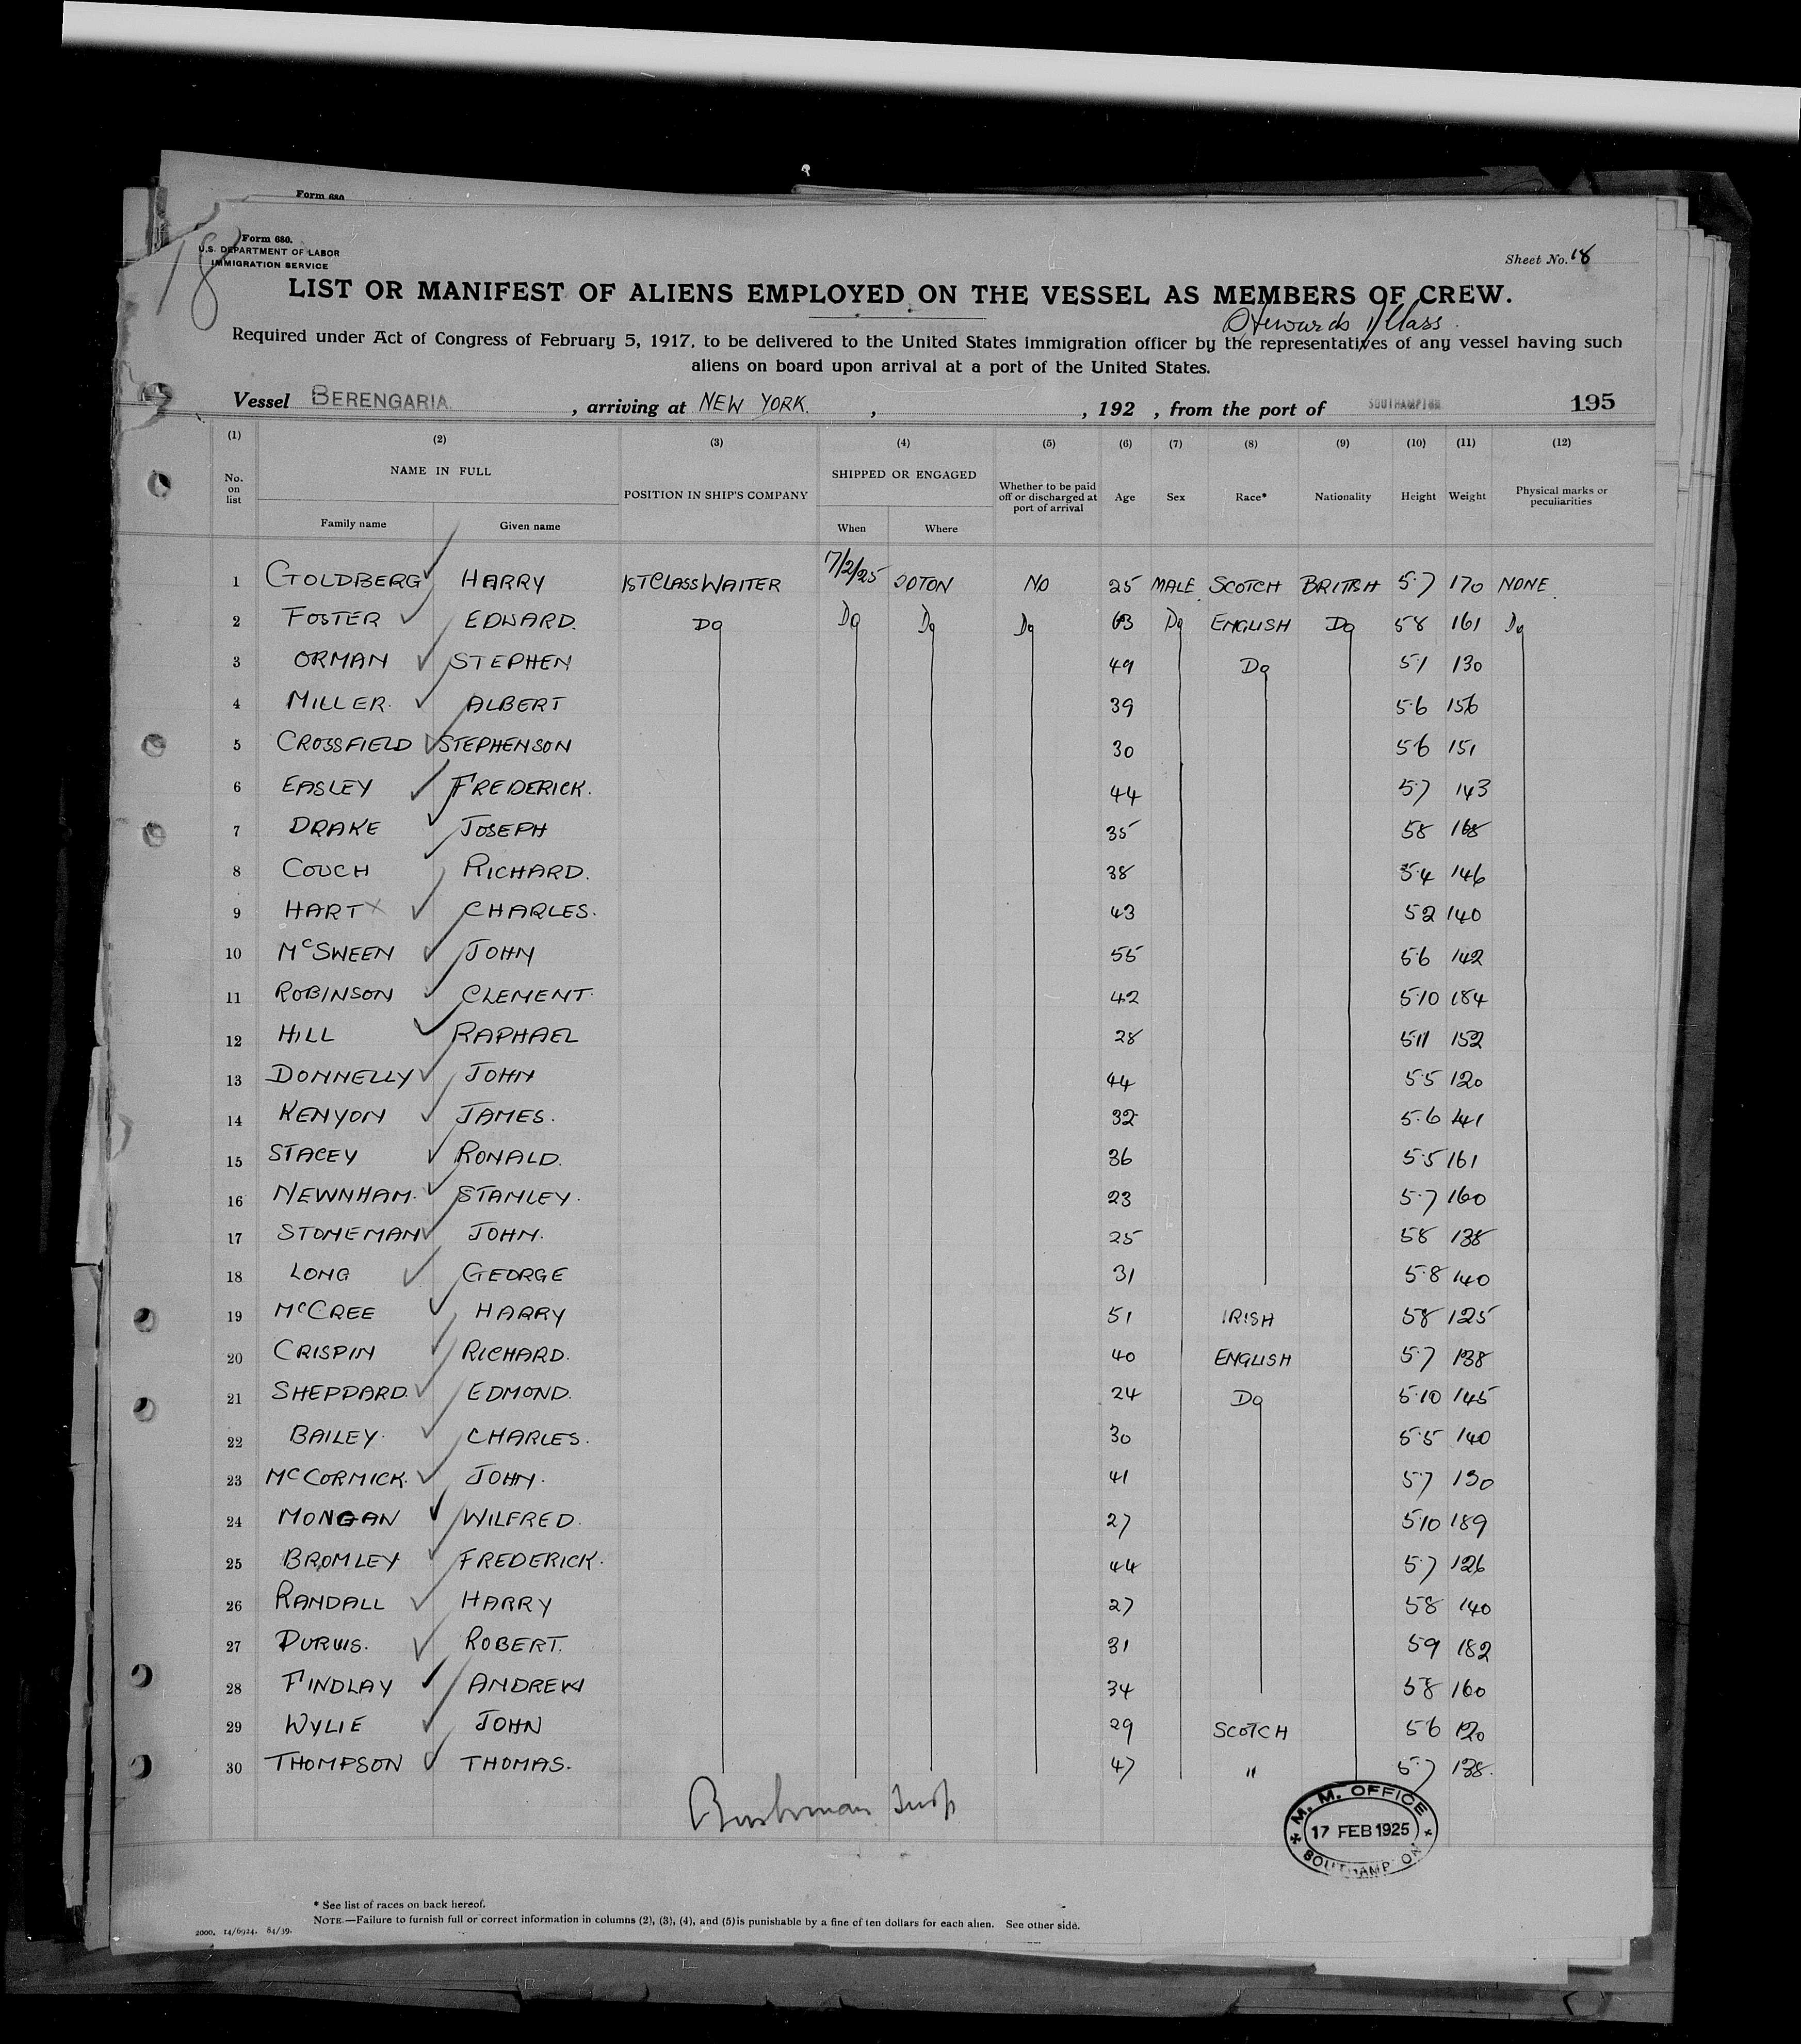 Form 680
18
Form 680.
U.S. DEPARTMENT OF LABOR
IMMIGRATION SERVICE
Sheet No. 18
LIST OR MANIFEST OF ALIENS EMPLOYED ON THE VESSEL AS MEMBERS OF CREW.
Stewards 1/Class.
Required under Act of Congress of February 5, 1917, to be delivered to the United States immigration officer by the representatives of any vessel having such
aliens on board upon arrival at a port of the United States.
Vessel BERENGARIA, arriving at NEW YORK. , , 192 , from the port of SOUTHAMPTON 195
(1) (2) (3) (4) (5) (6) (7) (8) (9) (10) (11) (12)
No. on list NAME IN FULL POSITION IN SHIP'S COMPANY SHIPPED OR ENGAGED Whether to be paid off or discharged at port of arrival Age Sex Race* Nationality Height Weight Physical marks or peculiarities
Family name Given name When Where
1 GOLDBERG HARRY 1ST CLASS WAITER 17/2/25 SOTON NO 25 MALE SCOTCH BRITISH 5.7 170 NONE.
2 FOSTER EDWARD. DO DO DO DO 63 DO ENGLISH DO 58 161 DO
3 ORMAN STEPHEN 49 DO 5.1 130
4 MILLER. ALBERT 39 5.6 156
5 CROSSFIELD STEPHENSON 30 5.6 151
6 EASLEY FREDERICK. 44 5.7 143
7 DRAKE JOSEPH 35 58 168
8 COUCH RICHARD. 38 5.4 146
9 HART X CHARLES. 43 52 140
10 McSWEEN JOHN 55 5.6 142
11 ROBINSON CLEMENT. 42 5.10 184
12 HILL RAPHAEL 28 5.11 152
13 DONNELLY JOHN 44 5.5 120
14 KENYON JAMES. 32 5.6 141
15 STACEY RONALD. 36 5.5 161
16 NEWNHAM. STANLEY. 23 5.7 160
17 STONEMAN JOHN. 25 58 138
18 LONG GEORGE 31 5.8 140
19 McCREE HARRY 51 IRISH 58 125
20 CRISPIN RICHARD. 40 ENGLISH 5.7 138
21 SHEPPARD. EDMOND. 24 DO 5.10 145
22 BAILEY. CHARLES. 30 5.5 140
23 McCORMICK. JOHN. 41 5.7 130
24 MONGAN WILFRED. 27 5.10 189
25 BROMLEY FREDERICK. 44 5.7 126
26 RANDALL HARRY 27 58 140
27 PURVIS. ROBERT. 31 59 182
28 FINDLAY ANDREW 34 58 160
29 WYLIE JOHN 29 SCOTCH 56 120
30 THOMPSON THOMAS. 47 " 5.7 138.
Insp
M. M. OFFICE
17 FEB 1925
SOUTHAMPTON
* See list of races on back hereof.
NOTE.—Failure to furnish full or correct information in columns (2), (3), (4), and (5) is punishable by a fine of ten dollars for each alien. See other side.
2000. 14/6924. 84/39.